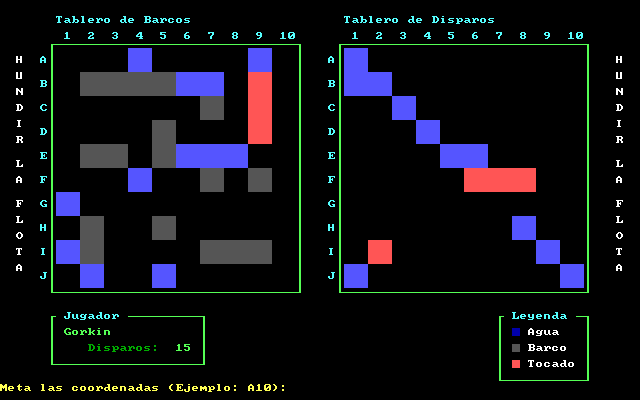 Tablero de Barcos
Tablero de Disparos
1 2 3 4 5 6 7 8 9 10
1 2 3 4 5 6 7 8 9 10
HUNDIR LA FLOTA
A
B
C
D
E
F
G
H
I
J
A
B
C
D
E
F
G
H
I
J
HUNDIR LA FLOTA
Jugador
Gorkin
Disparos: 15
Leyenda
Agua
Barco
Tocado
Meta las coordenadas (Ejemplo: A10):